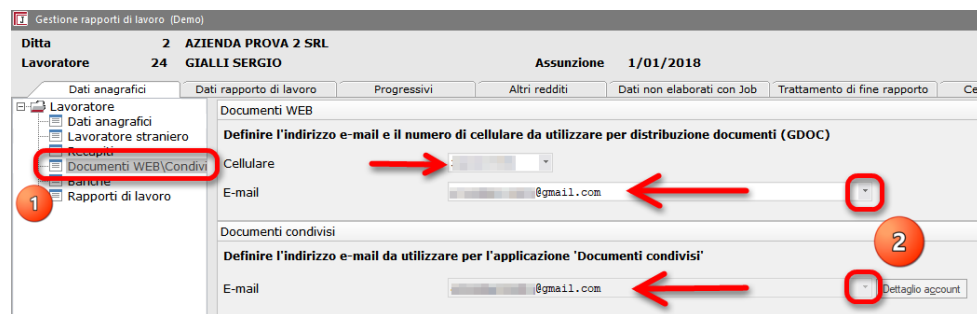 Gestione rapporti di lavoro (Demo)
Ditta 2 AZIENDA PROVA 2 SRL
Lavoratore 24 GIALLI SERGIO Assunzione 1/01/2018
Dati anagrafici Dati rapporto di lavoro Progressivi Altri redditi Dati non elaborati con Job Trattamento di fine rapporto Ce
Lavoratore
Dati anagrafici
Lavoratore straniero
Recapiti
Documenti WEB\Condivi
Banche
Rapporti di lavoro
1
Documenti WEB
Definire l'indirizzo e-mail e il numero di cellulare da utilizzare per distribuzione documenti (GDOC)
Cellulare
E-mail @gmail.com
2
Documenti condivisi
Definire l'indirizzo e-mail da utilizzare per l'applicazione 'Documenti condivisi'
E-mail @gmail.com Dettaglio account